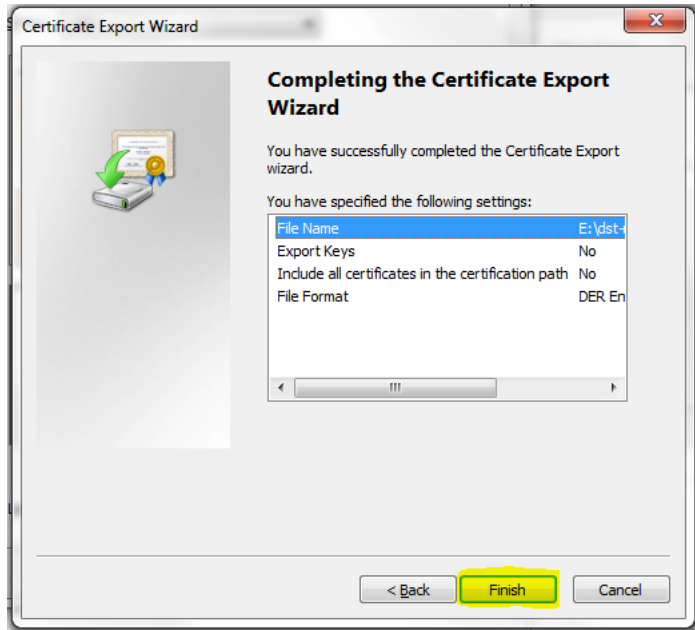 Certificate Export Wizard
Completing the Certificate Export
Wizard
You have successfully completed the Certificate Export
wizard.
You have specified the following settings:
File Name E:\dst-
Export Keys No
Include all certificates in the certification path No
File Format DER En
< Back Finish Cancel